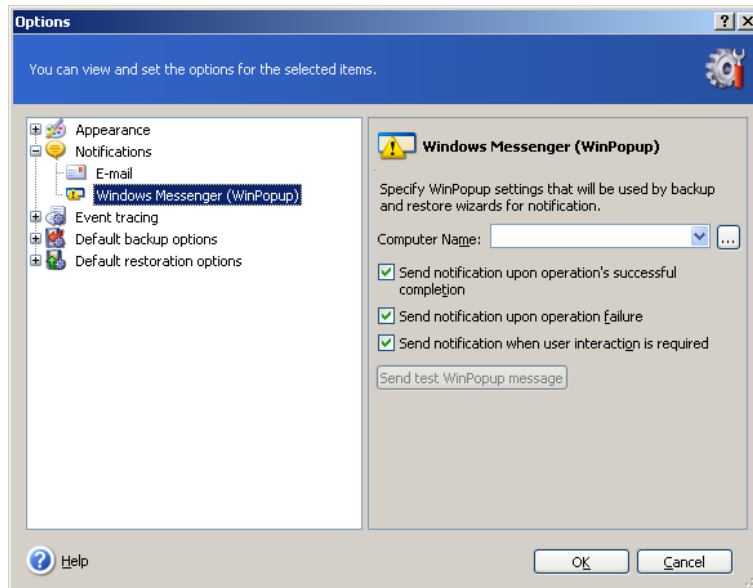 Options
You can view and set the options for the selected items.
Appearance
Notifications
E-mail
Windows Messenger (WinPopup)
Event tracing
Default backup options
Default restoration options
Windows Messenger (WinPopup)
Specify WinPopup settings that will be used by backup
and restore wizards for notification.
Computer Name:
...
Send notification upon operation's successful
completion
Send notification upon operation failure
Send notification when user interaction is required
Send test WinPopup message
Help
OK
Cancel